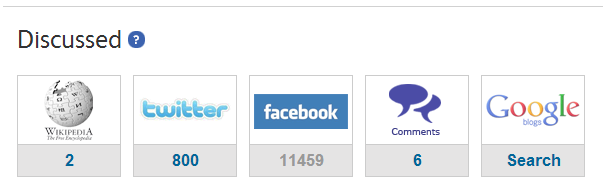 Discussed ?
WIKIPEDIA
The Free Encyclopedia
2
twitter
800
facebook
11459
Comments
6
Google
blogs
Search